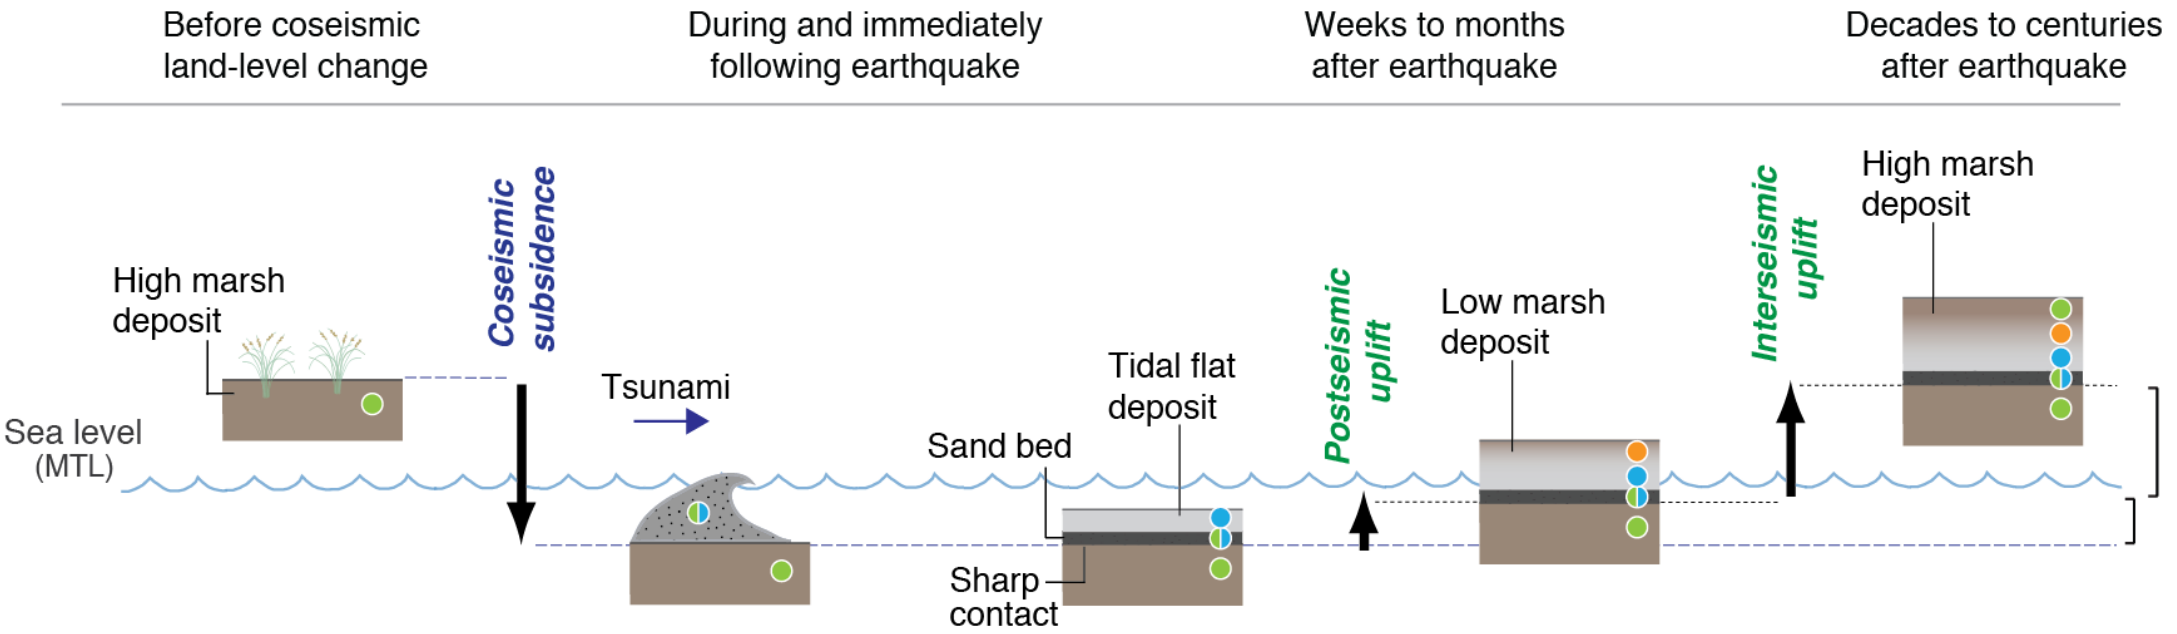 Before coseismic
land-level change
During and immediately
following earthquake
Weeks to months
after earthquake
Decades to centuries
after earthquake
High marsh
deposit
Sea level
(MTL)
Coseismic
subsidence
Tsunami
Sand bed
Sharp
contact
Tidal flat
deposit
Postseismic
uplift
Low marsh
deposit
Interseismic
uplift
High marsh
deposit